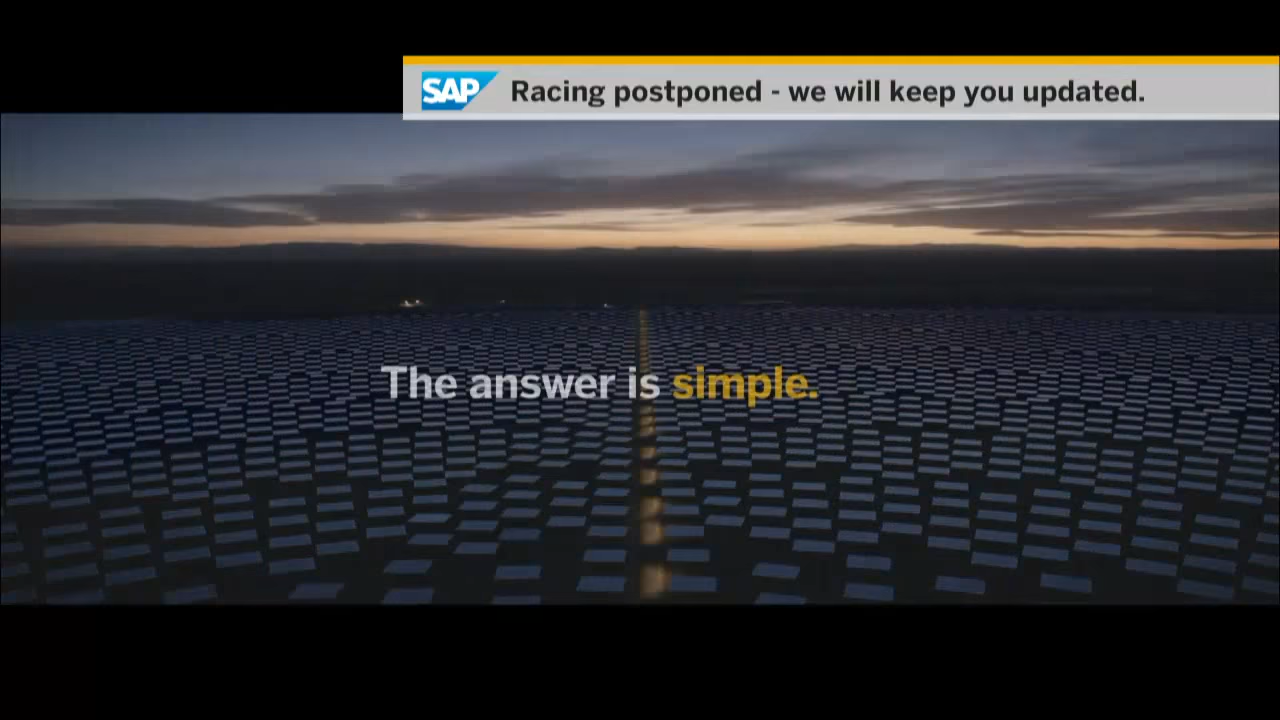 SAP Racing postponed - we will keep you updated.
The answer is simple.